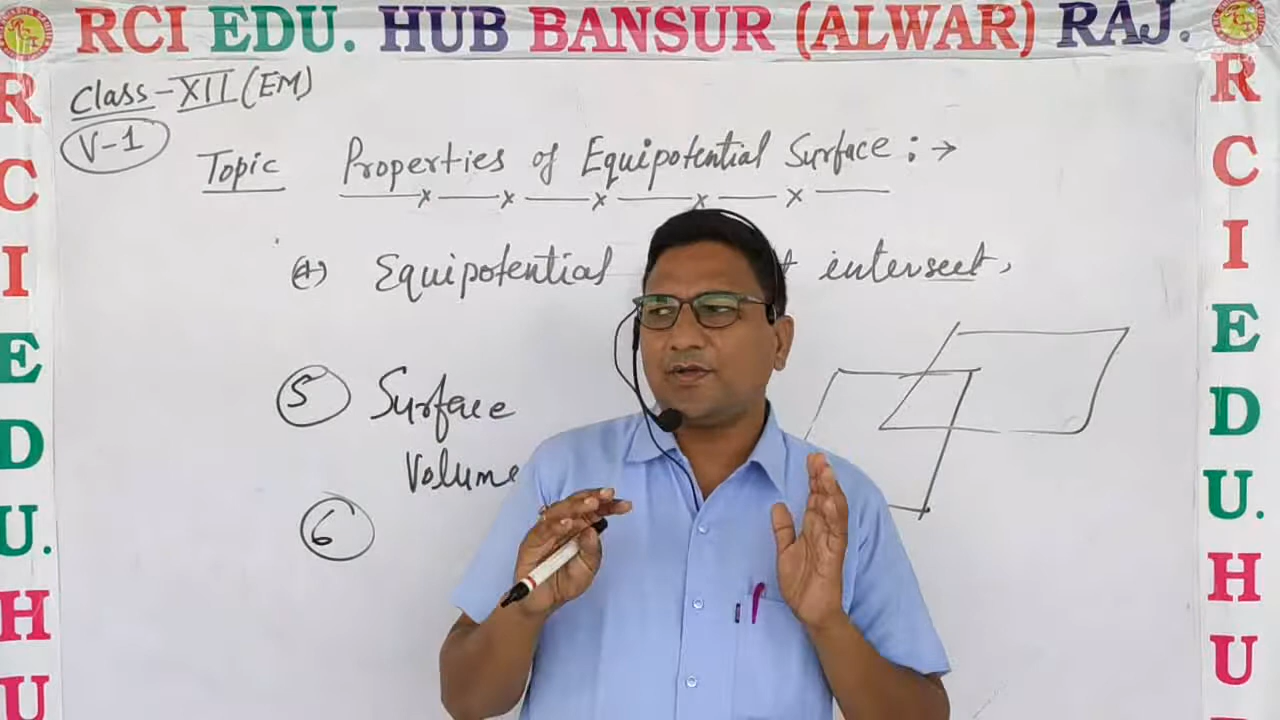 RCI EDU. HUB BANSUR (ALWAR) RAJ.
Class-XII (EM)
V-1
Topic Properties of Equipotential Surface : →
(4) Equipotential intersect,
5 Surface
Volume
6
R
C
I
E
D
U.
H
U
R
C
I
E
D
U.
H
U